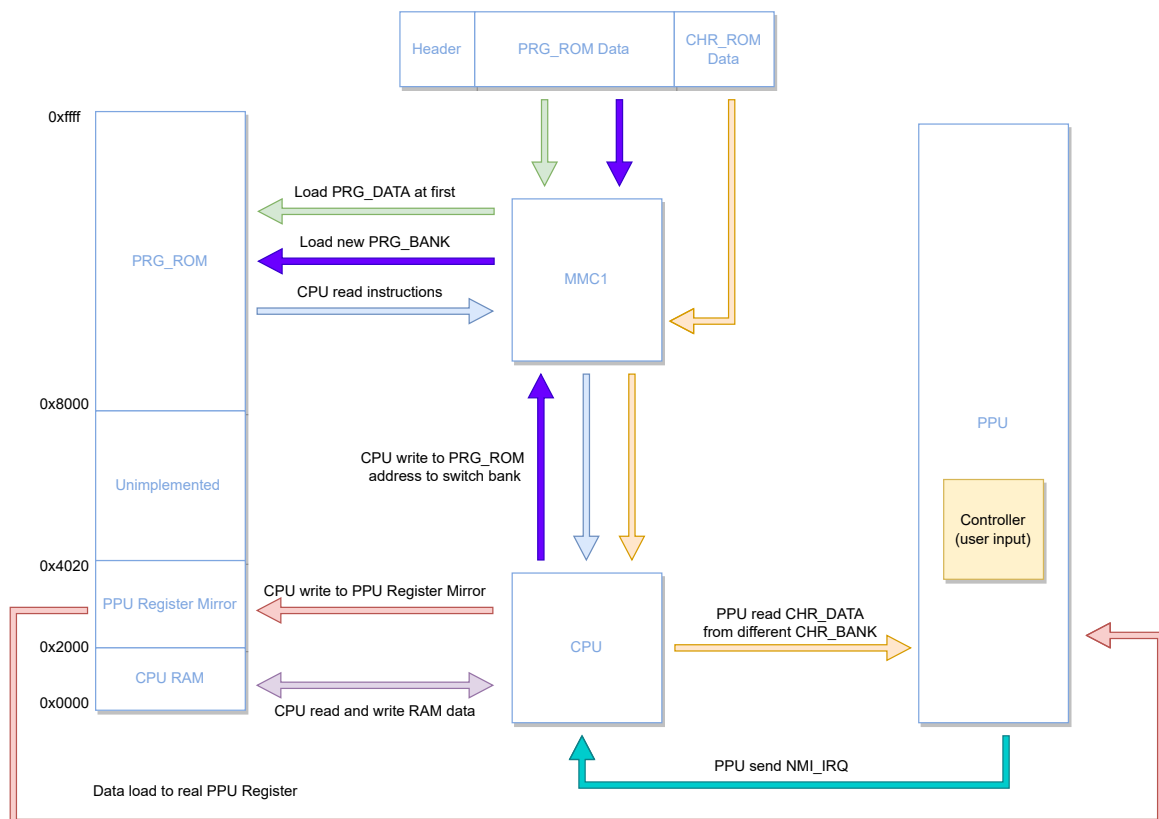 Header
PRG_ROM Data
CHR_ROM
Data
0xffff
Load PRG_DATA at first
Load new PRG_BANK
PRG_ROM
MMC1
CPU read instructions
0x8000
PPU
CPU write to PRG_ROM
address to switch bank
Unimplemented
Controller
(user input)
0x4020
CPU write to PPU Register Mirror
PPU Register Mirror
PPU read CHR_DATA
from different CHR_BANK
0x2000
CPU
CPU RAM
0x0000
CPU read and write RAM data
PPU send NMI_IRQ
Data load to real PPU Register